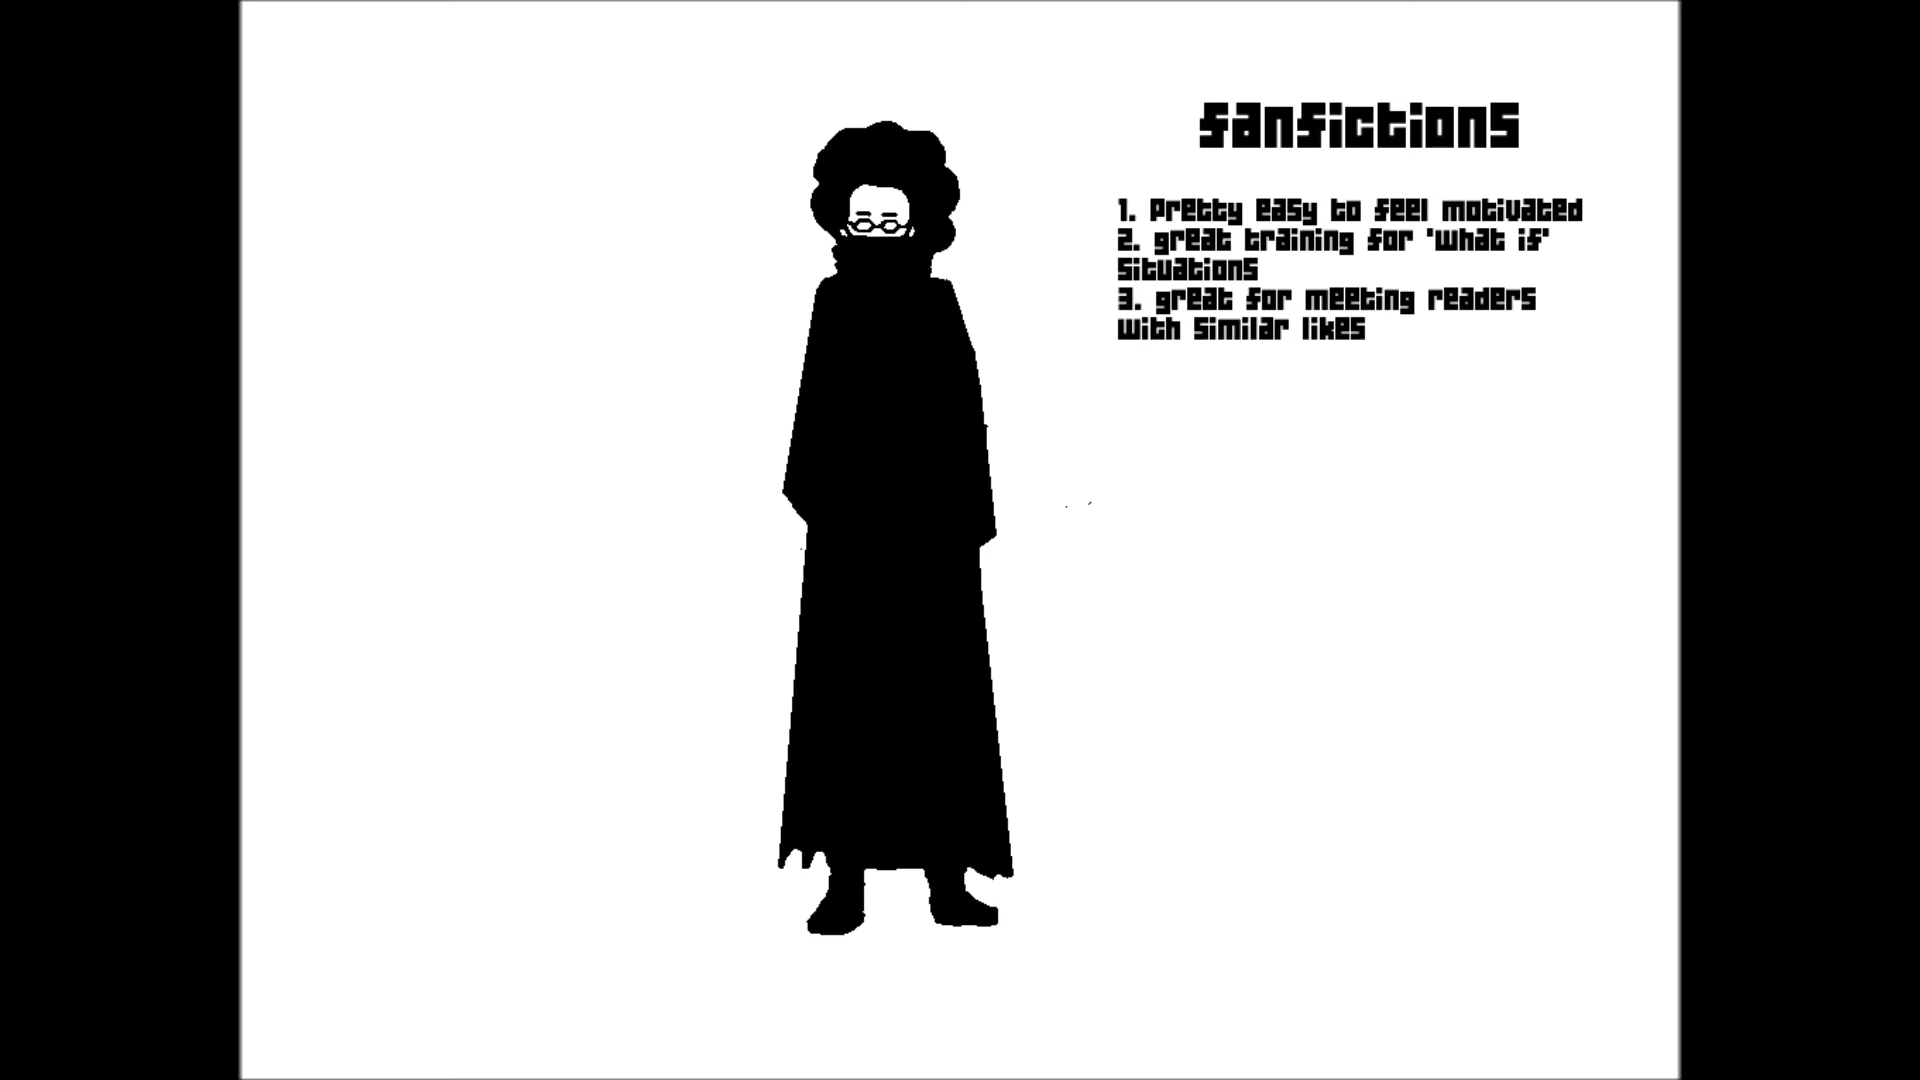 fanfictions
1. pretty easy to feel motivated
2. great training for 'what if'
situations
3. great for meeting readers
with similar likes